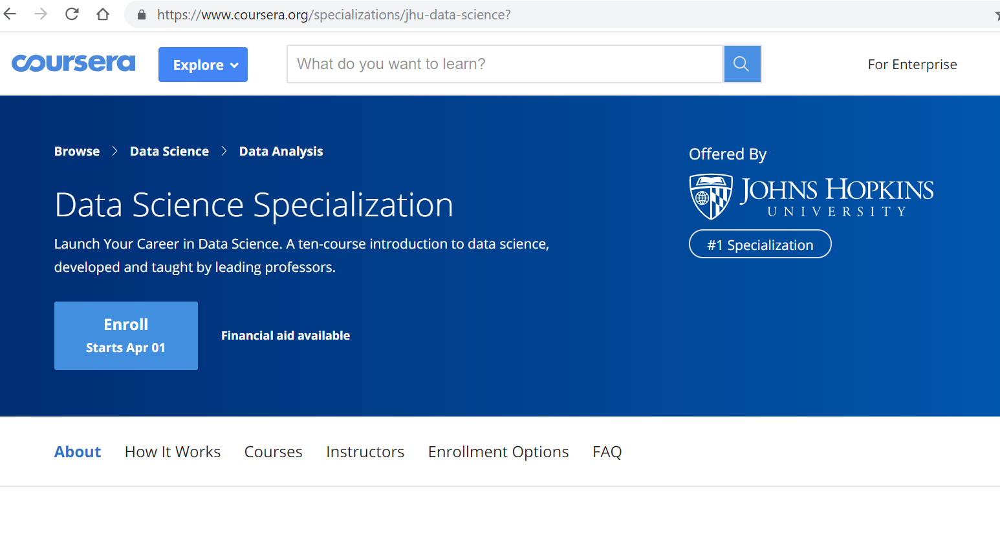 https://www.coursera.org/specializations/jhu-data-science?
coursera
Explore
What do you want to learn?
For Enterprise
Browse > Data Science > Data Analysis
Data Science Specialization
Launch Your Career in Data Science. A ten-course introduction to data science,
developed and taught by leading professors.
Enroll
Starts Apr 01
Financial aid available
Offered By
JOHNS HOPKINS
UNIVERSITY
#1 Specialization
About How It Works Courses Instructors Enrollment Options FAQ